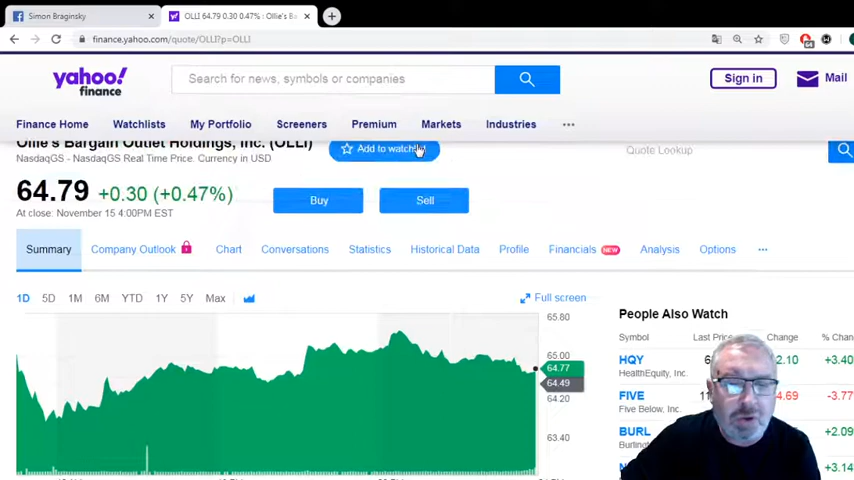 Simon Braginsky
OLLI 64.79 0.30 0.47% : Ollie's Ba
finance.yahoo.com/quote/OLLI?p=OLLI
yahoo!
finance
Search for news, symbols or companies
Sign in
Mail
Finance Home
Watchlists
My Portfolio
Screeners
Premium
Markets
Industries
Ollie's Bargain Outlet Holdings, Inc. (OLLI)
Add to watchlist
Quote Lookup
NasdaqGS - NasdaqGS Real Time Price. Currency in USD
64.79 +0.30 (+0.47%)
At close: November 15 4:00PM EST
Buy
Sell
Summary
Company Outlook
Chart
Conversations
Statistics
Historical Data
Profile
Financials NEW
Analysis
Options
1D 5D 1M 6M YTD 1Y 5Y Max
Full screen
65.80
65.00
64.77
64.49
64.20
63.40
People Also Watch
Symbol Last Price Change % Change
HQY 2.10 +3.40
HealthEquity, Inc.
FIVE 4.69 -3.77
Five Below, Inc.
BURL +2.09
Burlington
+3.14